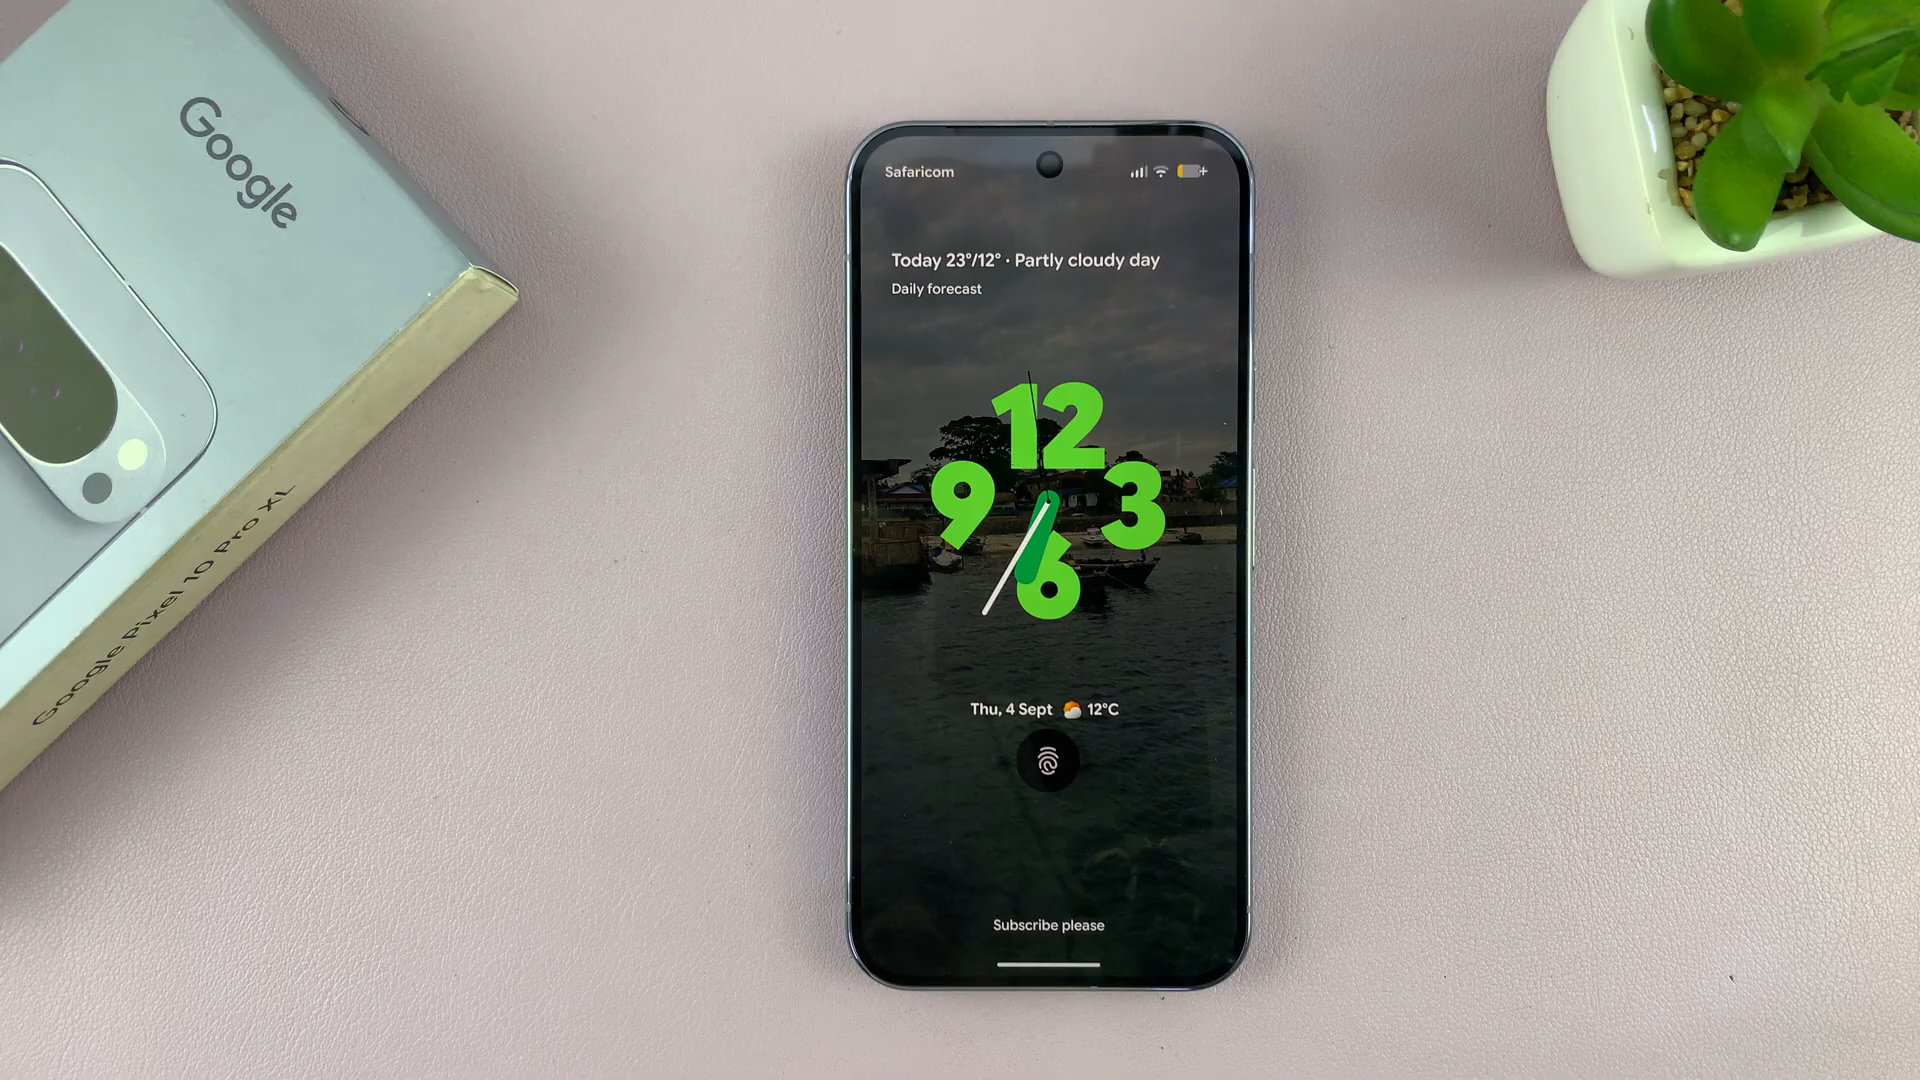 Google
Google Pixel 10 Pro XL
Safaricom
Today 23°/12° · Partly cloudy day
Daily forecast
12
9
3
6
Thu, 4 Sept 12°C
Subscribe please